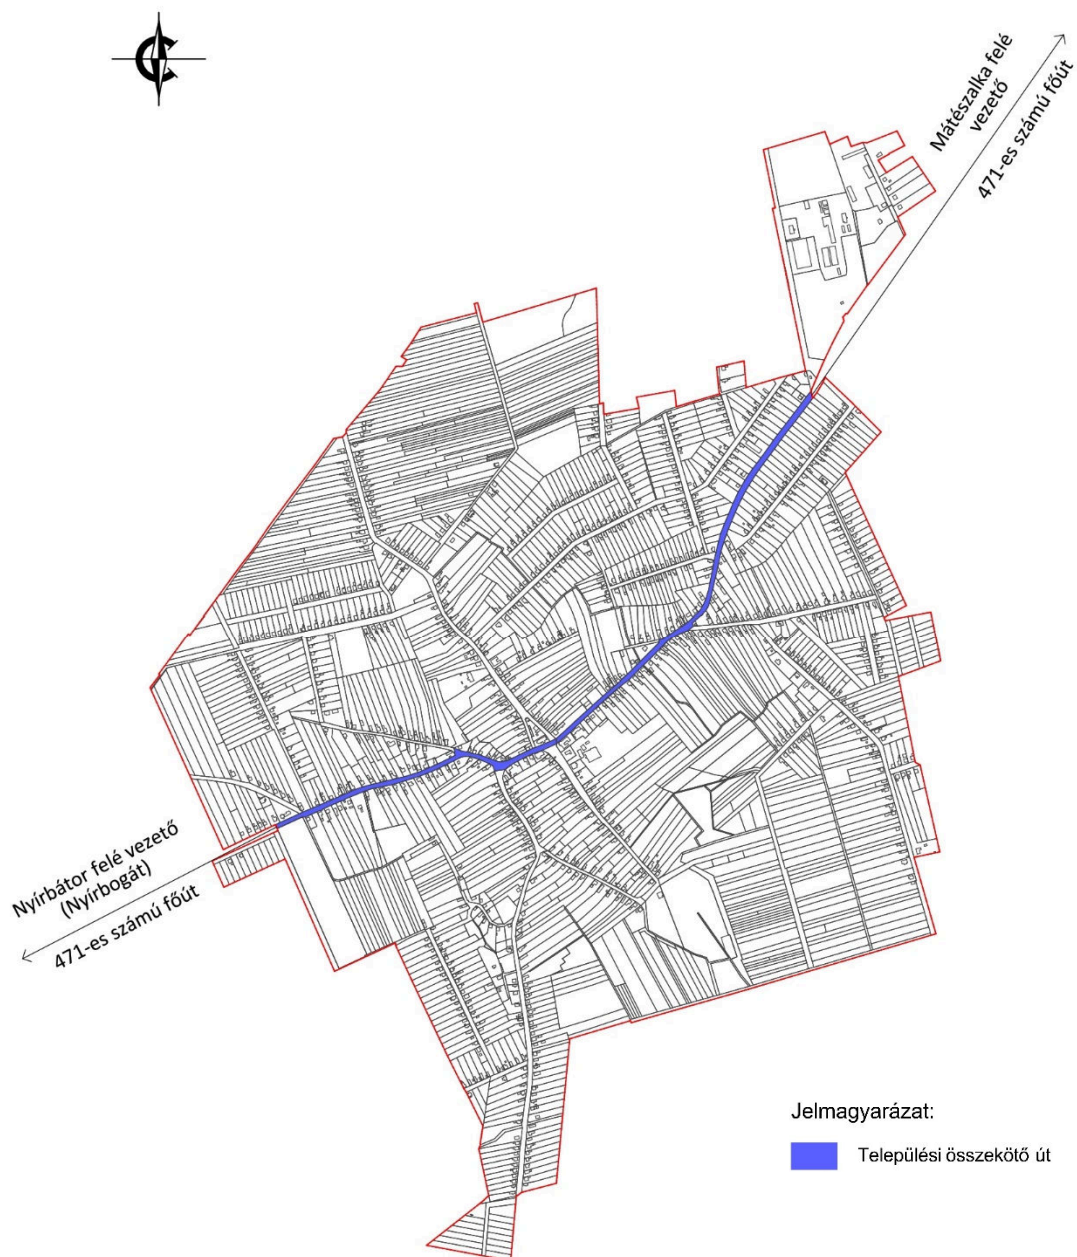 Mátészalka felé
vezető
471-es számú főút
Nyírbátor felé vezető
(Nyírbogát)
471-es számú főút
Jelmagyarázat:
Települési összekötő út